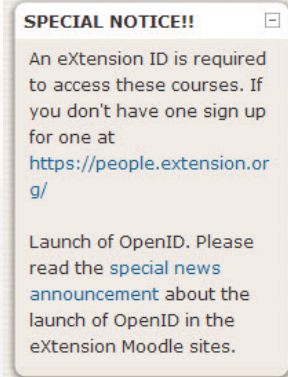 SPECIAL NOTICE!!
An eXtension ID is required
to access these courses. If
you don't have one sign up
for one at
https://people.extension.or
g/
Launch of OpenID. Please
read the special news
announcement about the
launch of OpenID in the
eXtension Moodle sites.